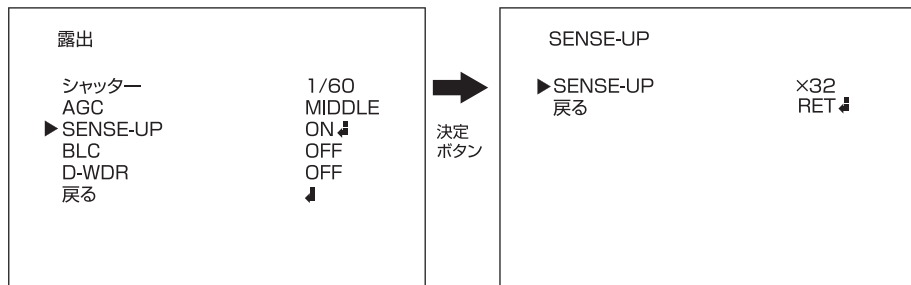 露出
シャッター 1/60
AGC MIDDLE
▶SENSE-UP ON↲
BLC OFF
D-WDR OFF
戻る ↲
決定
ボタン
SENSE-UP
▶SENSE-UP ×32
戻る RET↲